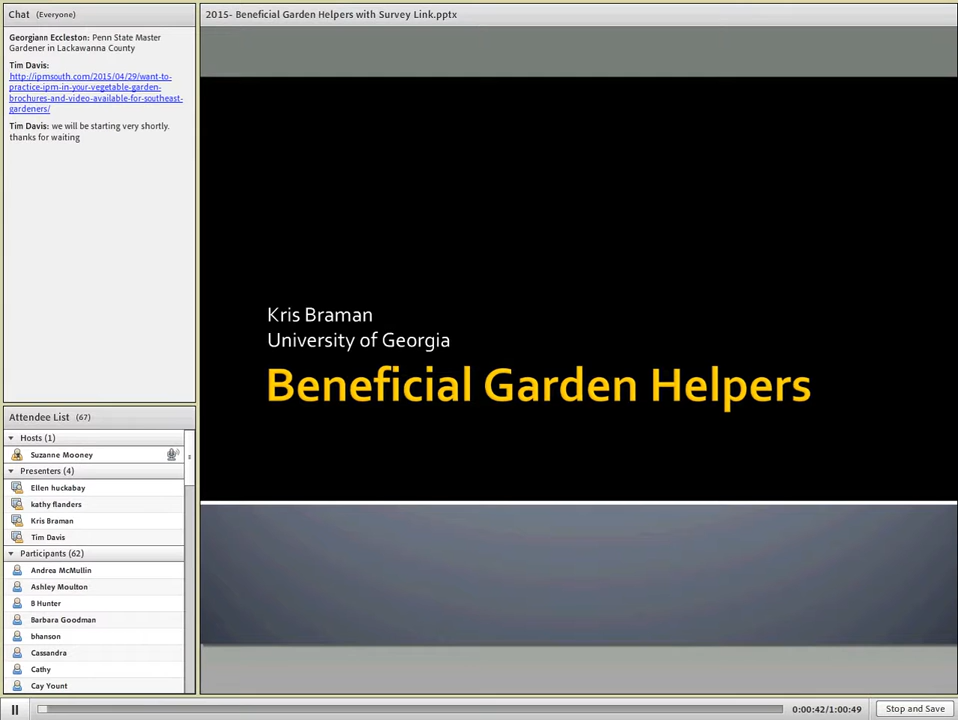 Chat (Everyone)
Georgiann Eccleston: Penn State Master
Gardener in Lackawanna County
Tim Davis:
http://ipmsouth.com/2015/04/29/want-to-
practice-ipm-in-your-vegetable-garden-
brochures-and-video-available-for-southeast-
gardeners/
Tim Davis: we will be starting very shortly.
thanks for waiting
Attendee List (67)
Hosts (1)
Suzanne Mooney
Presenters (4)
Ellen huckabay
kathy flanders
Kris Braman
Tim Davis
Participants (62)
Andrea McMullin
Ashley Moulton
B Hunter
Barbara Goodman
bhanson
Cassandra
Cathy
Cay Yount
2015- Beneficial Garden Helpers with Survey Link.pptx
Kris Braman
University of Georgia
Beneficial Garden Helpers
0:00:42/1:00:49
Stop and Save